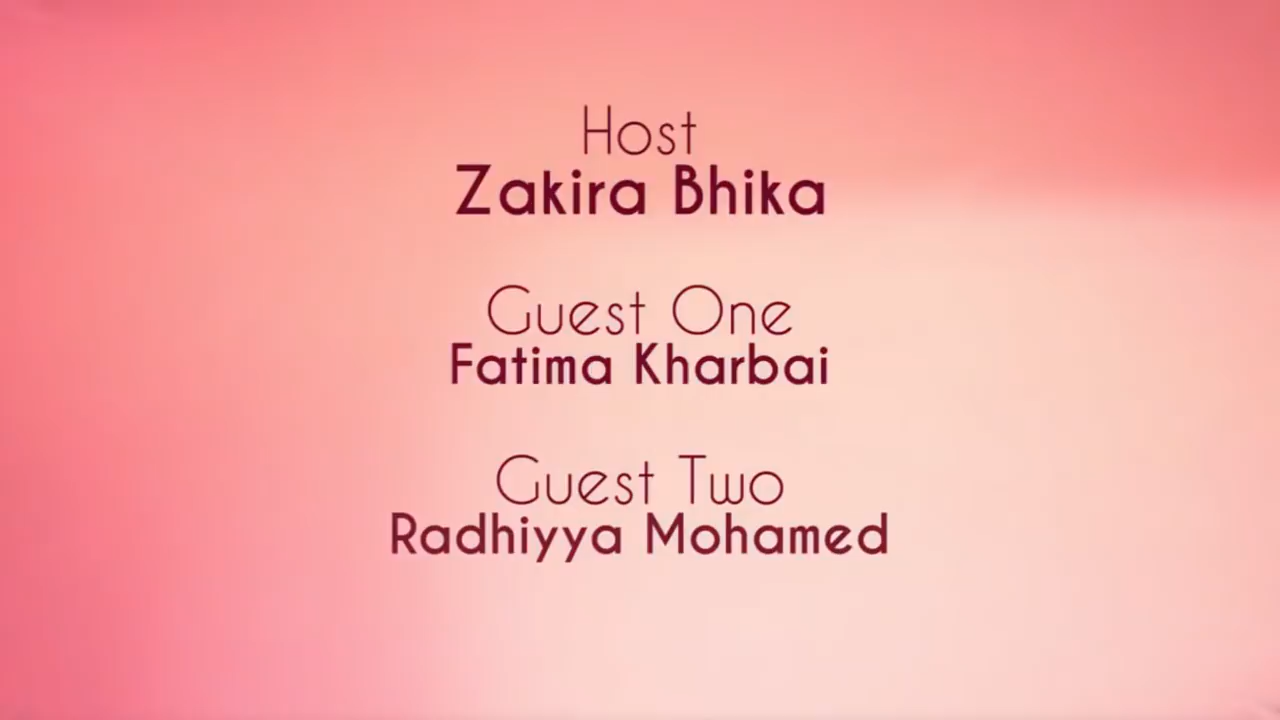 Host
Zakira Bhika
Guest One
Fatima Kharbai
Guest Two
Radhiyya Mohamed